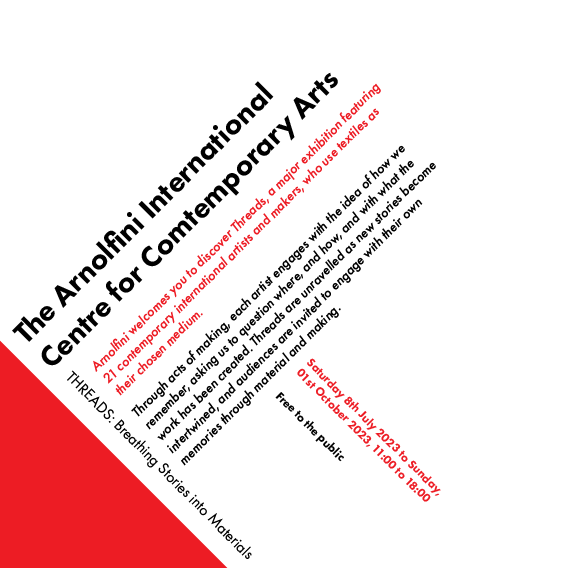 The Arnolfini International
Centre for Comtemporary Arts
Arnolfini welcomes you to discover Threads, a major exhibition featuring
21 contemporary international artists and makers, who use textiles as
their chosen medium.
Through acts of making, each artist engages with the idea of how we
remember, asking us to question where, and how, and with what the
work has been created. Threads are unravelled as new stories become
intertwined, and audiences are invited to engage with their own
memories through material and making.
THREADS: Breathing Stories into Materials
Saturday 8th July 2023 to Sunday,
01st October 2023, 11:00 to 18:00
Free to the public